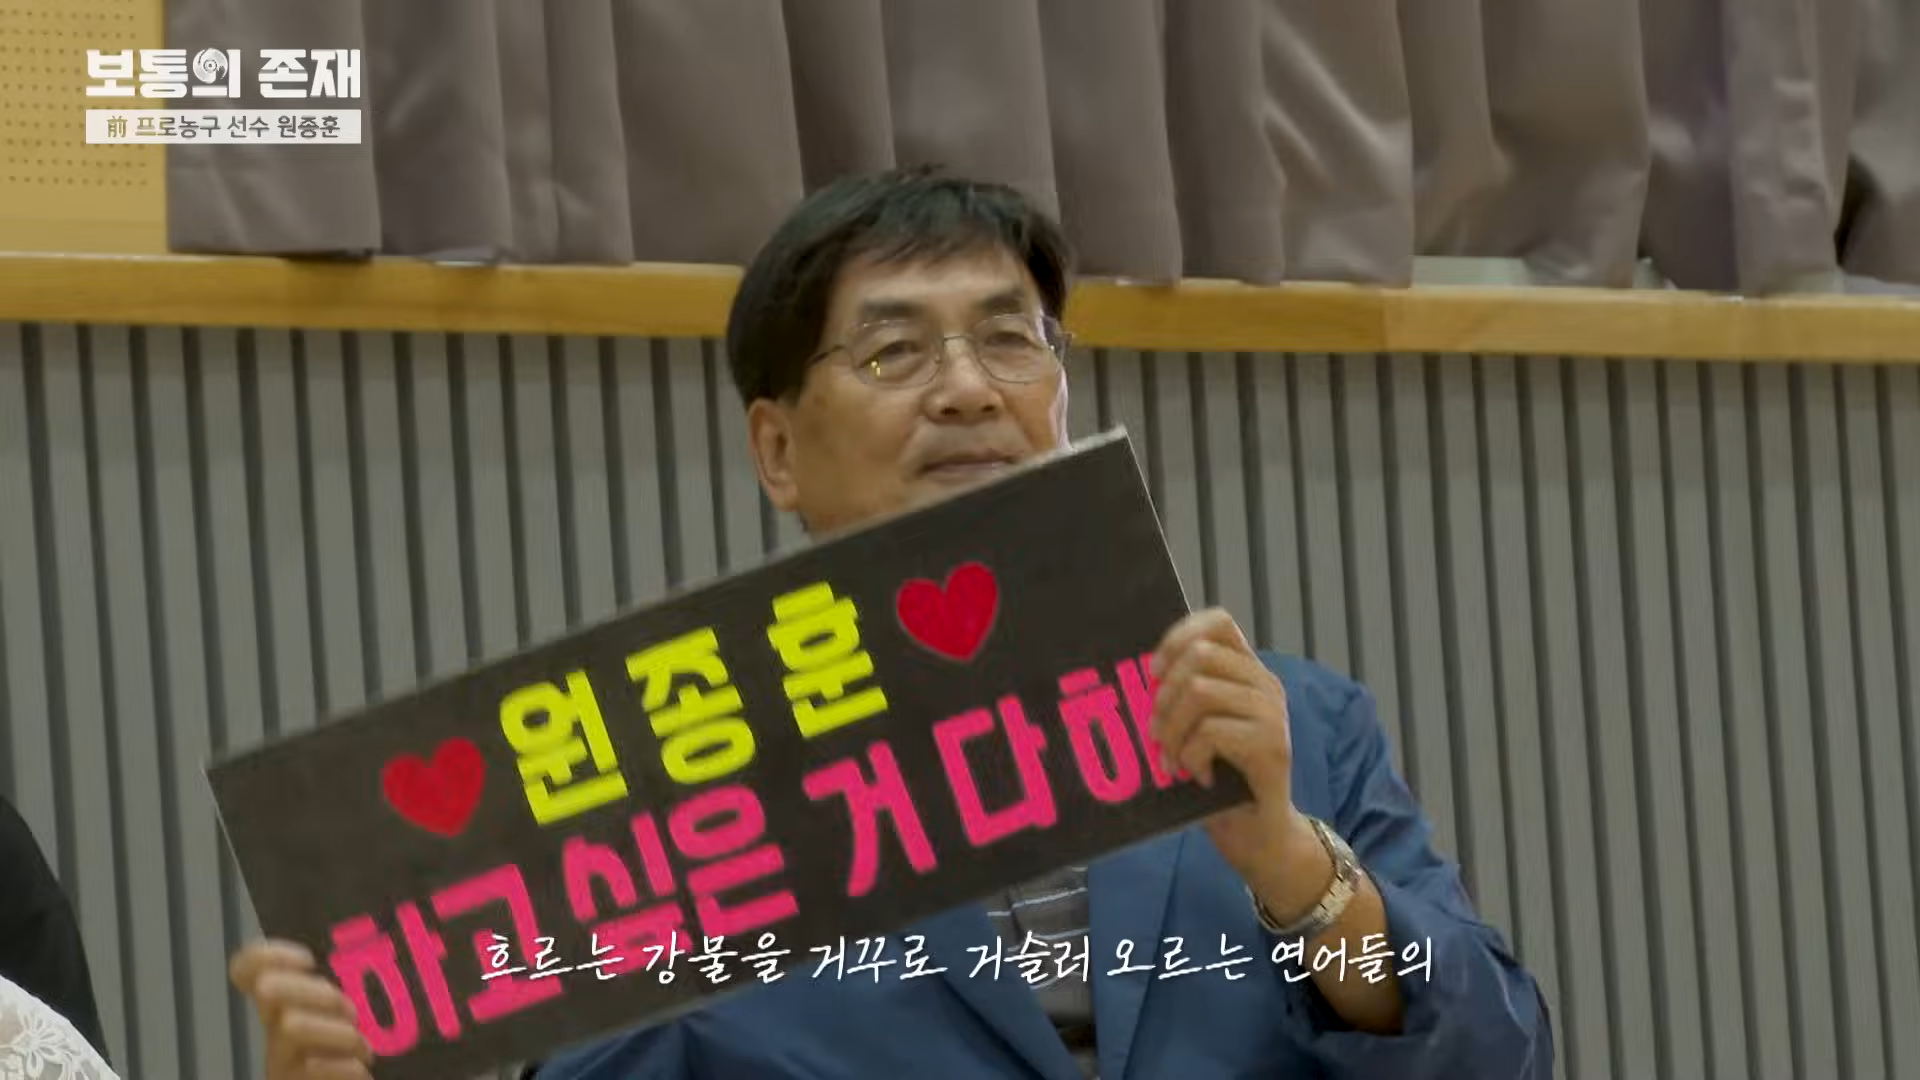 보통의 존재
前 프로농구 선수 원종훈
원종훈
하고싶은 거 다해
흐르는 강물을 거꾸로 거슬러 오르는 연어들의